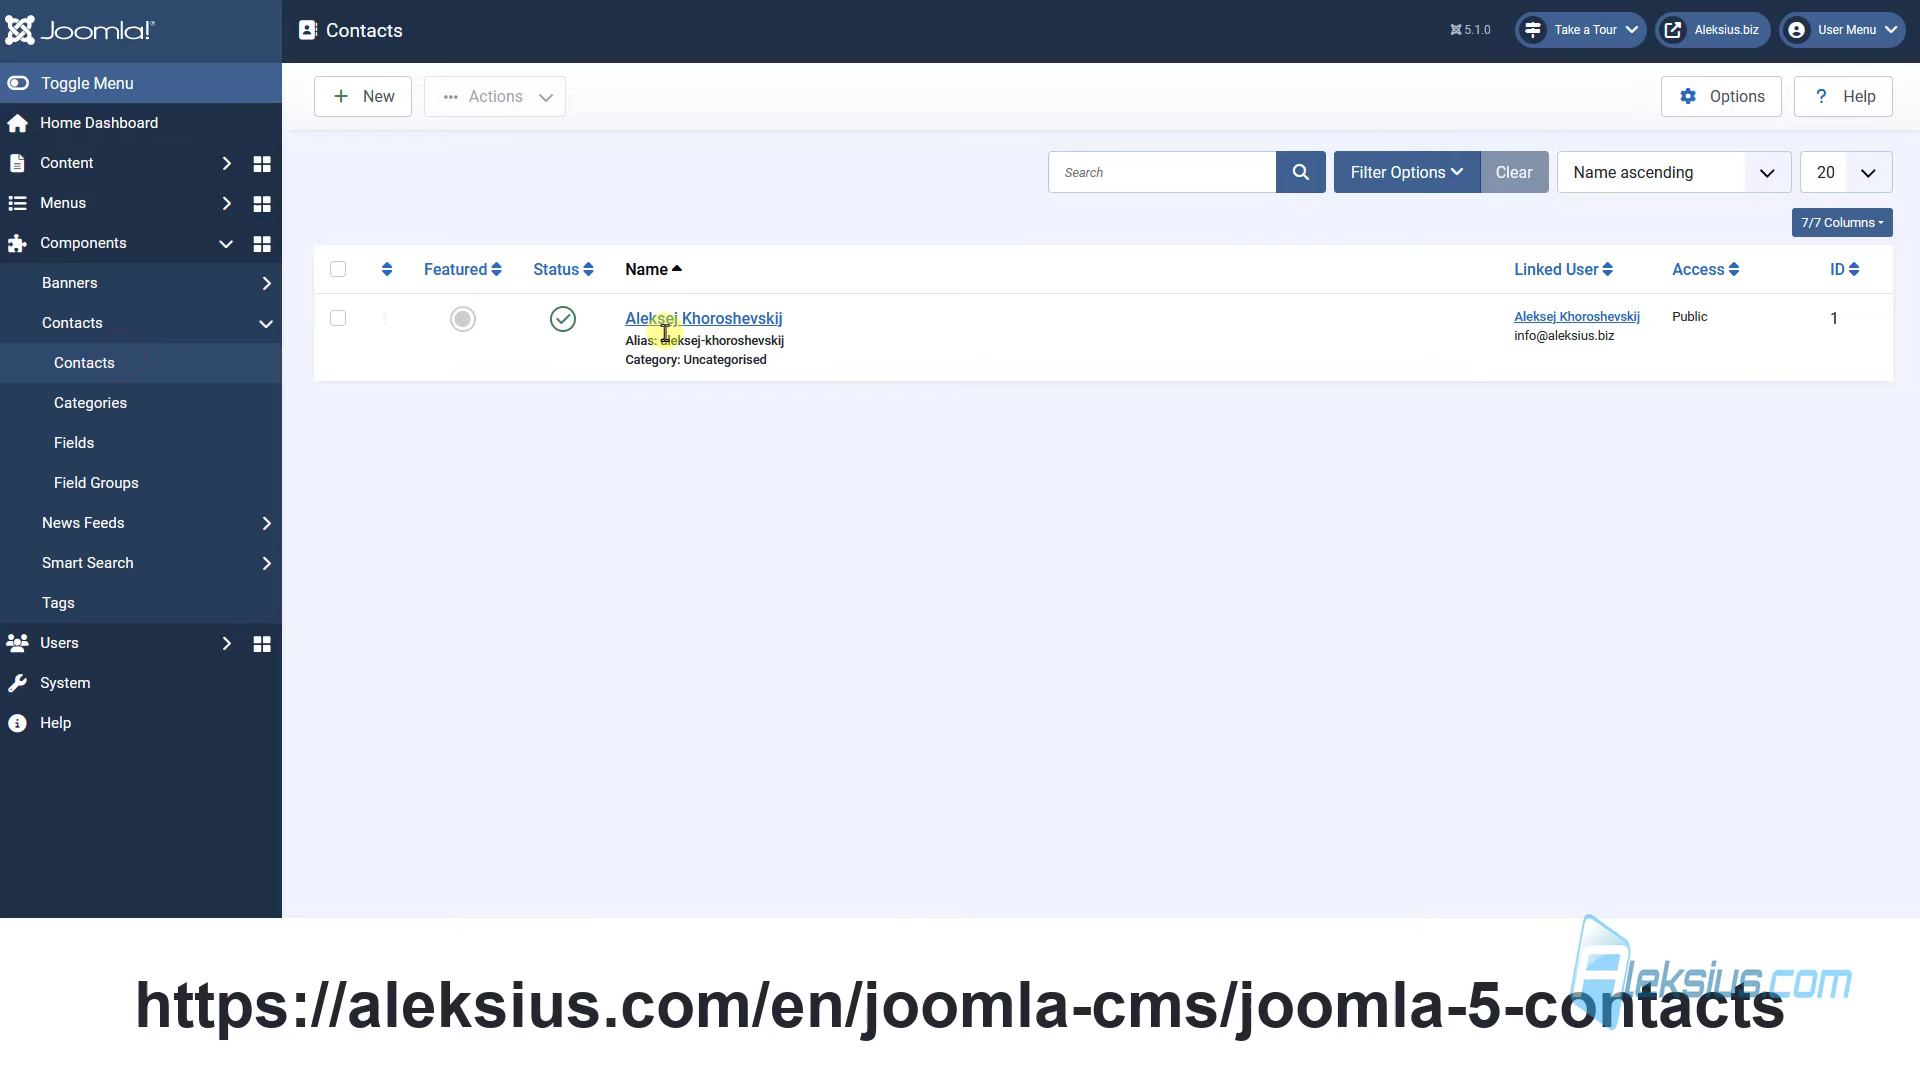 Joomla!
Contacts
5.1.0
Take a Tour
Aleksius.biz
User Menu
Toggle Menu
New
Actions
Options
Help
Home Dashboard
Content
Menus
Components
Banners
Contacts
Contacts
Categories
Fields
Field Groups
News Feeds
Smart Search
Tags
Users
System
Help
Search
Filter Options
Clear
Name ascending
20
7/7 Columns
Featured
Status
Name
Linked User
Access
ID
Aleksej Khoroshevskij
Alias: aleksej-khoroshevskij
Category: Uncategorised
Aleksej Khoroshevskij
info@aleksius.biz
Public
1
Aleksius.com
https://aleksius.com/en/joomla-cms/joomla-5-contacts